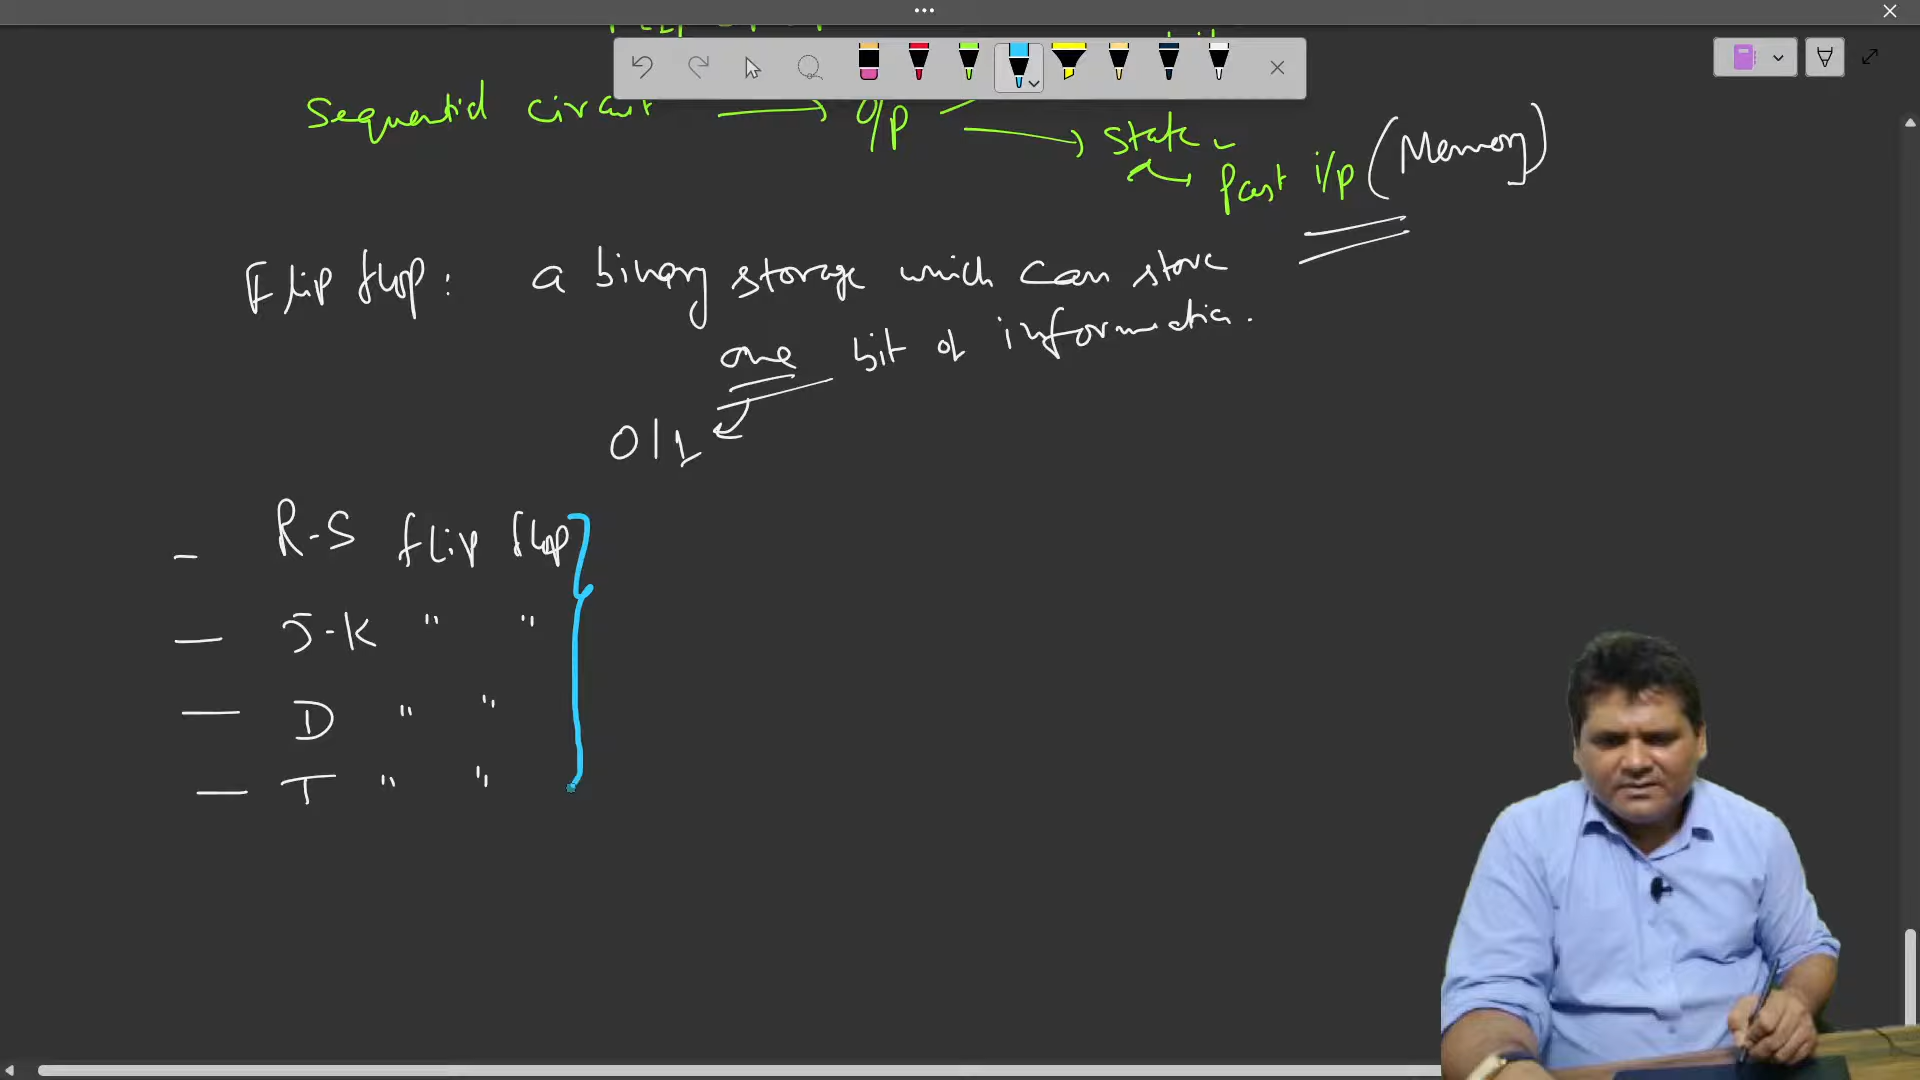 Sequential circuit → O/p
→ State
→ Past i/p (Memory)
Flip flop : a binary storage which can store
one bit of information.
0/1
- R-S flip flop
- J-K " "
- D " "
- T " "